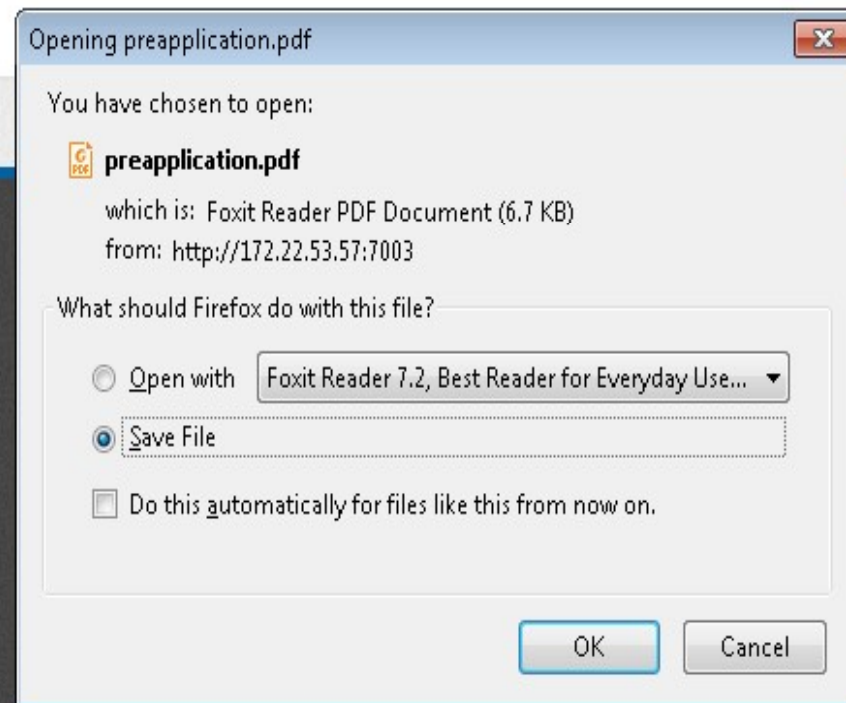 Opening preapplication.pdf
You have chosen to open:
preapplication.pdf
which is: Foxit Reader PDF Document (6.7 KB)
from: http://172.22.53.57:7003
What should Firefox do with this file?
Open with Foxit Reader 7.2, Best Reader for Everyday Use...
Save File
Do this automatically for files like this from now on.
OK Cancel